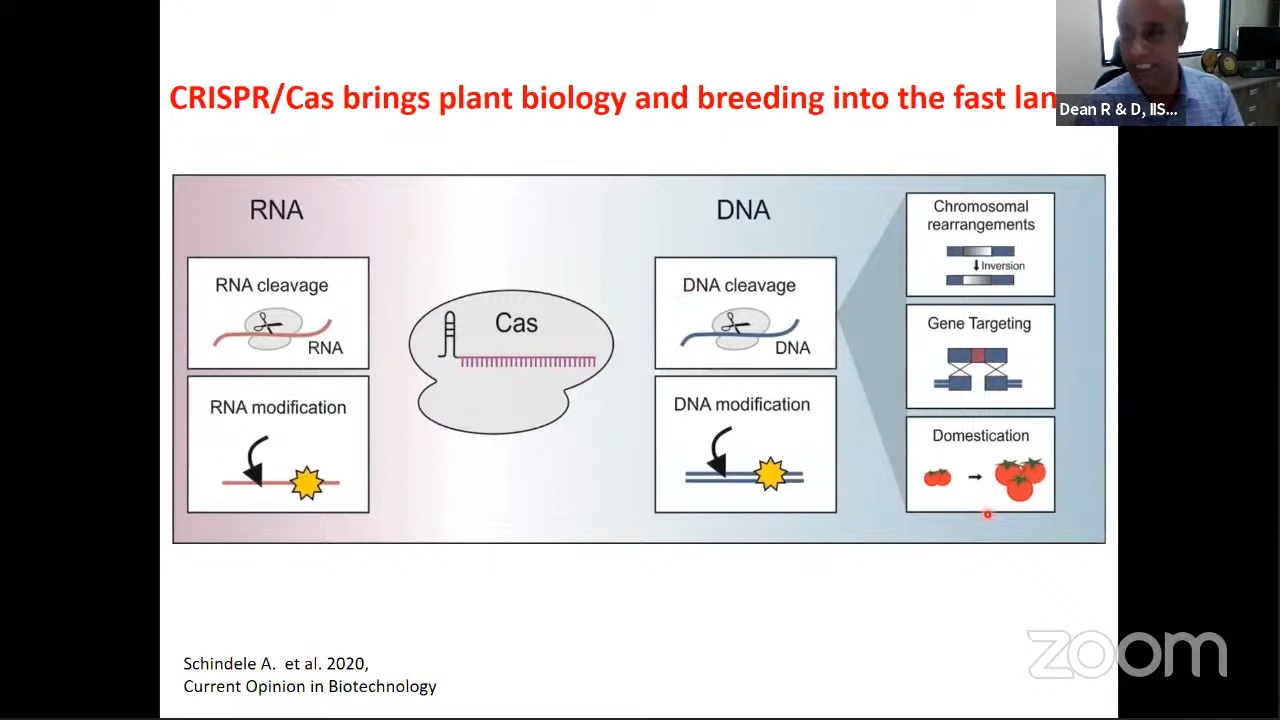 CRISPR/Cas brings plant biology and breeding into the fast lan
Dean R & D, IIS...
RNA
RNA cleavage
RNA
RNA modification
Cas
DNA
DNA cleavage
DNA
DNA modification
Chromosomal
rearrangements
Inversion
Gene Targeting
Domestication
Schindele A. et al. 2020,
Current Opinion in Biotechnology
zoom